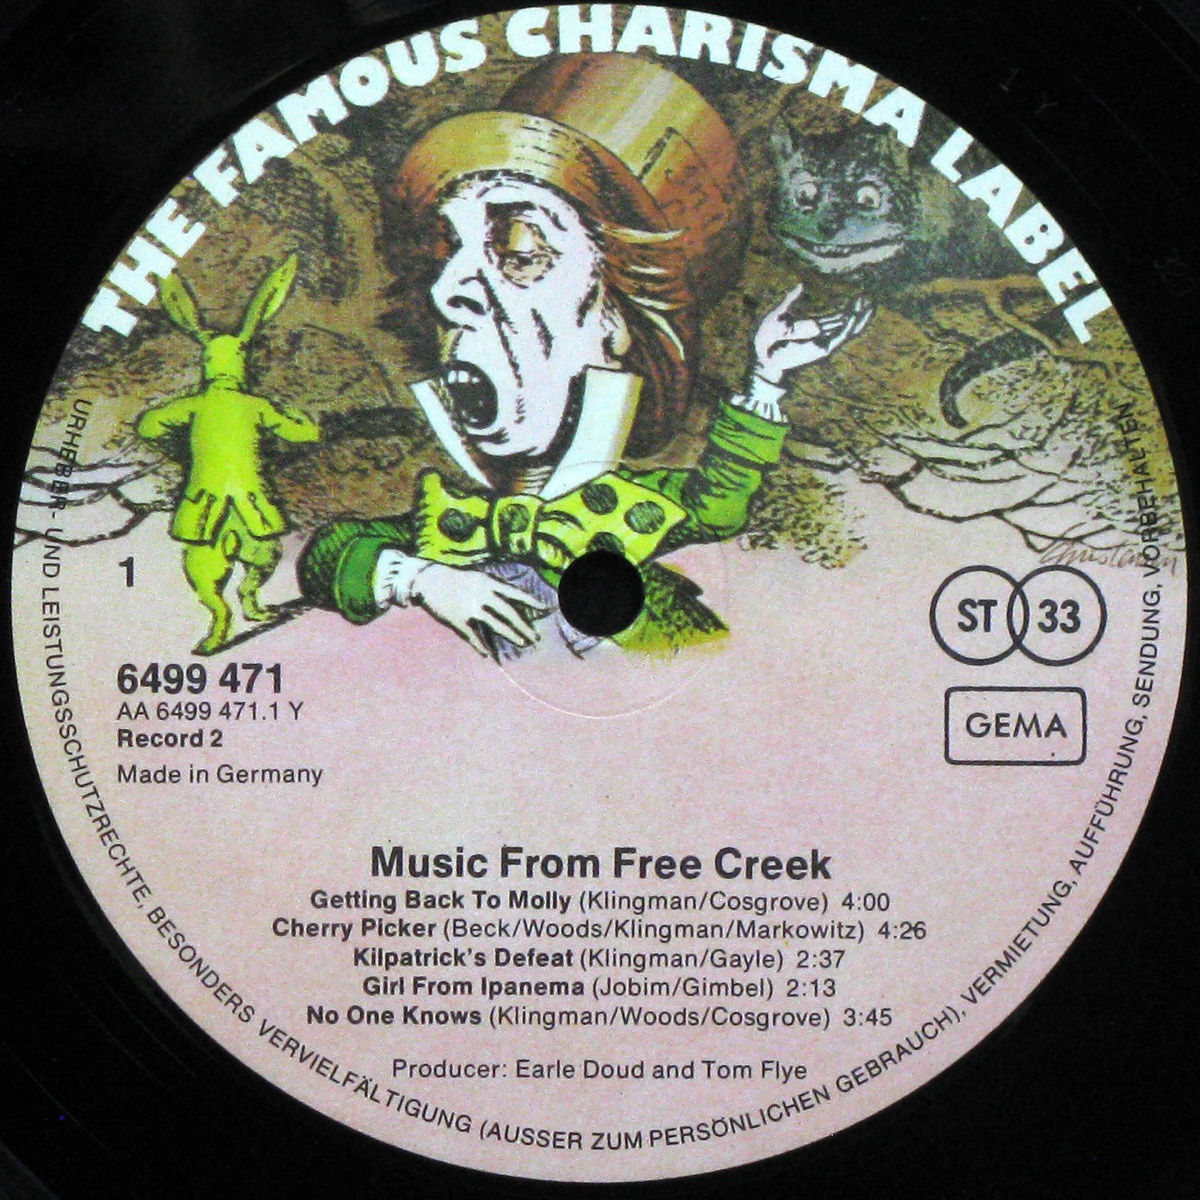 THE FAMOUS CHARISMA LABEL
1
ST 33
6499 471
AA 6499 471.1 Y
Record 2
Made in Germany
GEMA
Music From Free Creek
Getting Back To Molly (Klingman/Cosgrove) 4:00
Cherry Picker (Beck/Woods/Klingman/Markowitz) 4:26
Kilpatrick's Defeat (Klingman/Gayle) 2:37
Girl From Ipanema (Jobim/Gimbel) 2:13
No One Knows (Klingman/Woods/Cosgrove) 3:45
Producer: Earle Doud and Tom Flye
URHEBER- UND LEISTUNGSSCHUTZRECHTE, BESONDERS VERVIELFÄLTIGUNG (AUSSER ZUM PERSÖNLICHEN GEBRAUCH), VERMIETUNG, AUFFÜHRUNG, SENDUNG, VORBEHALTEN